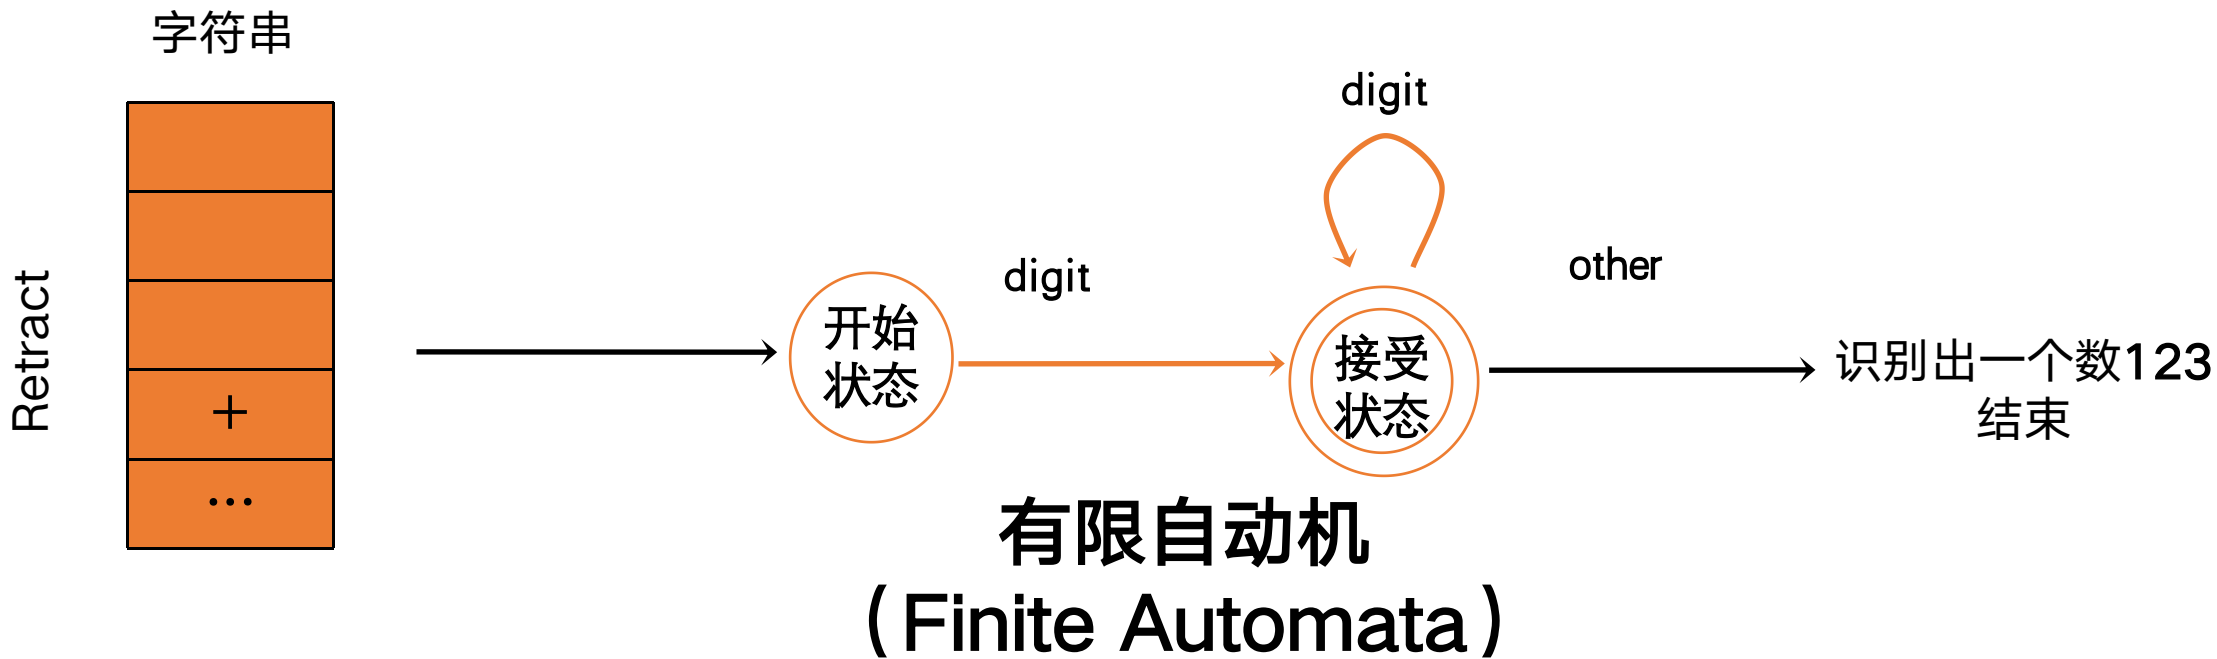 字符串
Retract
+
...
开始
状态
digit
digit
接受
状态
other
识别出一个数123
结束
有限自动机
（Finite Automata）